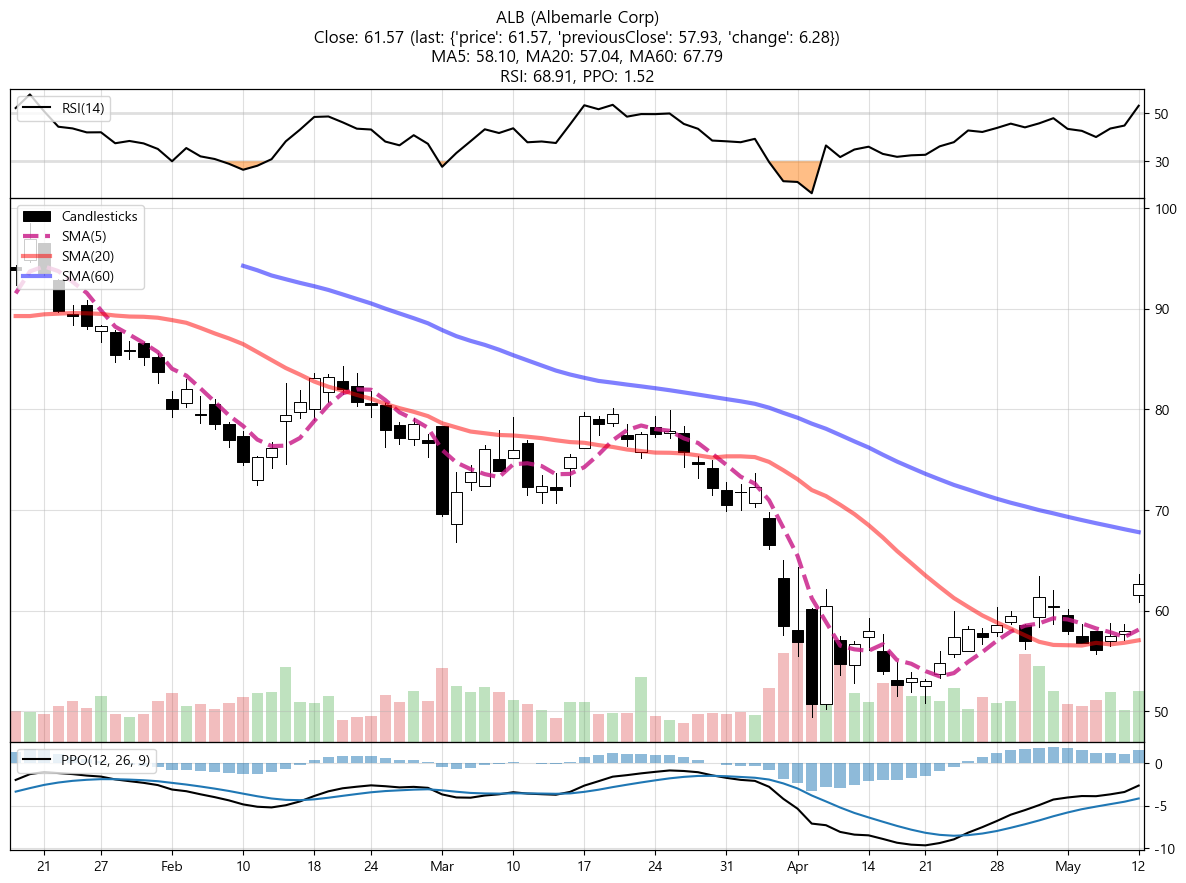 ALB (Albemarle Corp)
Close: 61.57 (last: {'price': 61.57, 'previousClose': 57.93, 'change': 6.28})
MA5: 58.10, MA20: 57.04, MA60: 67.79
RSI: 68.91, PPO: 1.52
RSI(14)
50
30
Candlesticks
SMA(5)
SMA(20)
SMA(60)
100
90
80
70
60
50
PPO(12, 26, 9)
0
-5
-10
21 27 Feb 10 18 24 Mar 10 17 24 31 Apr 14 21 28 May 12